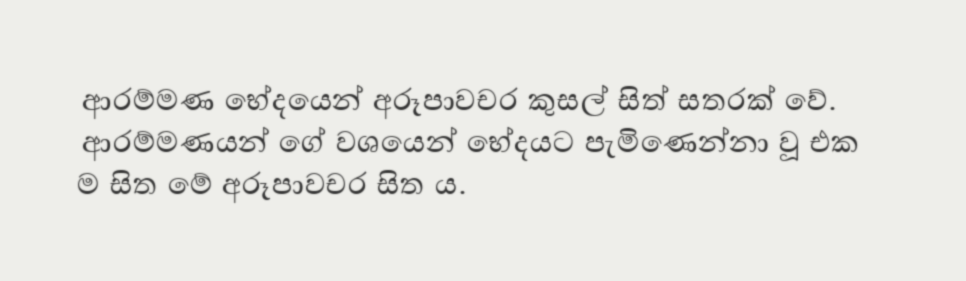 ආරම්මණ භේදයෙන් අරූපාවචර කුසල් සිත් සතරක් වේ.
ආරම්මණයන් ගේ වශයෙන් භේදයට පැමිණෙන්නා වූ එක
ම සිත මේ අරූපාවචර සිත ය.